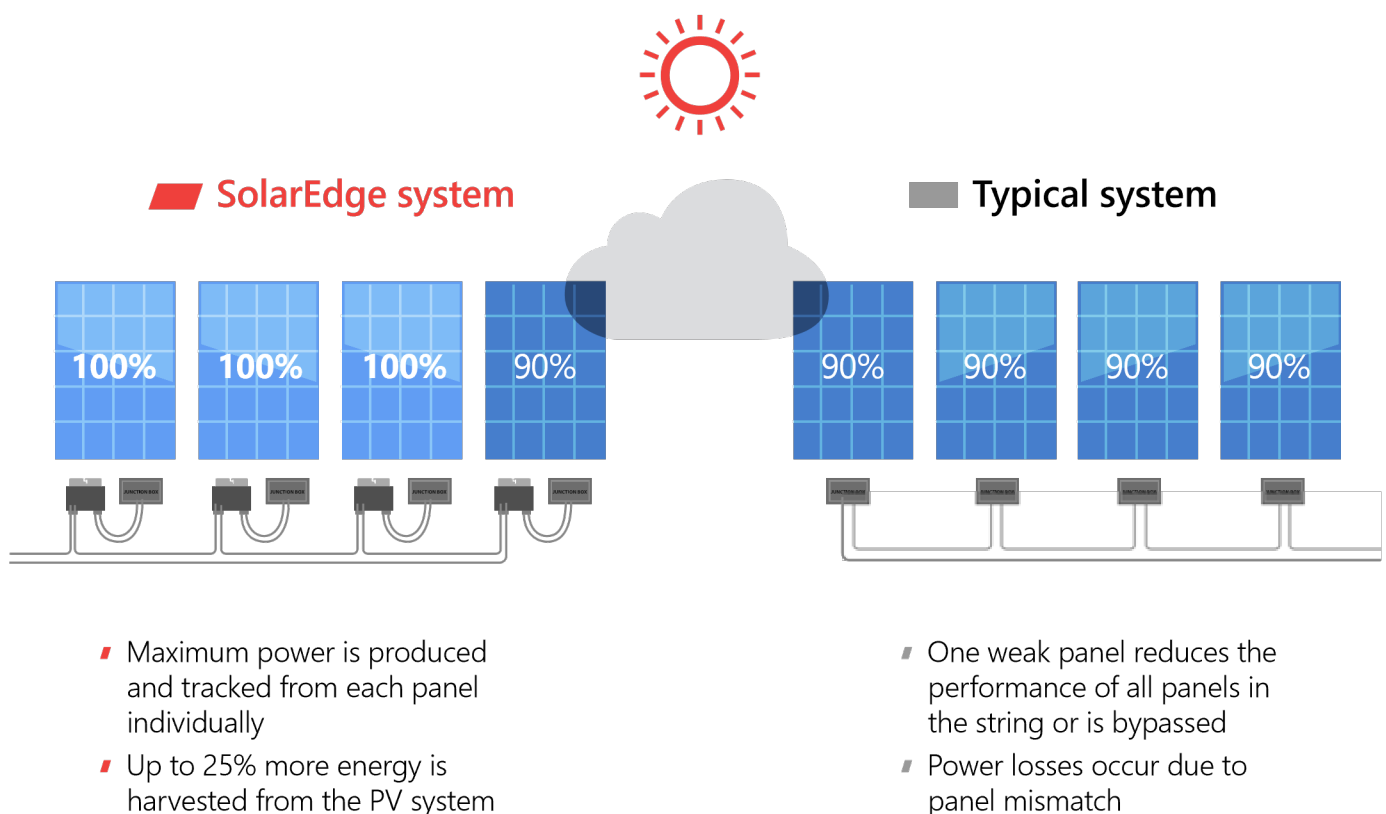 SolarEdge system
Typical system
100%
100%
100%
90%
90%
90%
90%
90%
JUNCTION BOX
JUNCTION BOX
JUNCTION BOX
JUNCTION BOX
JUNCTION BOX
JUNCTION BOX
JUNCTION BOX
JUNCTION BOX
Maximum power is produced
and tracked from each panel
individually
Up to 25% more energy is
harvested from the PV system
One weak panel reduces the
performance of all panels in
the string or is bypassed
Power losses occur due to
panel mismatch